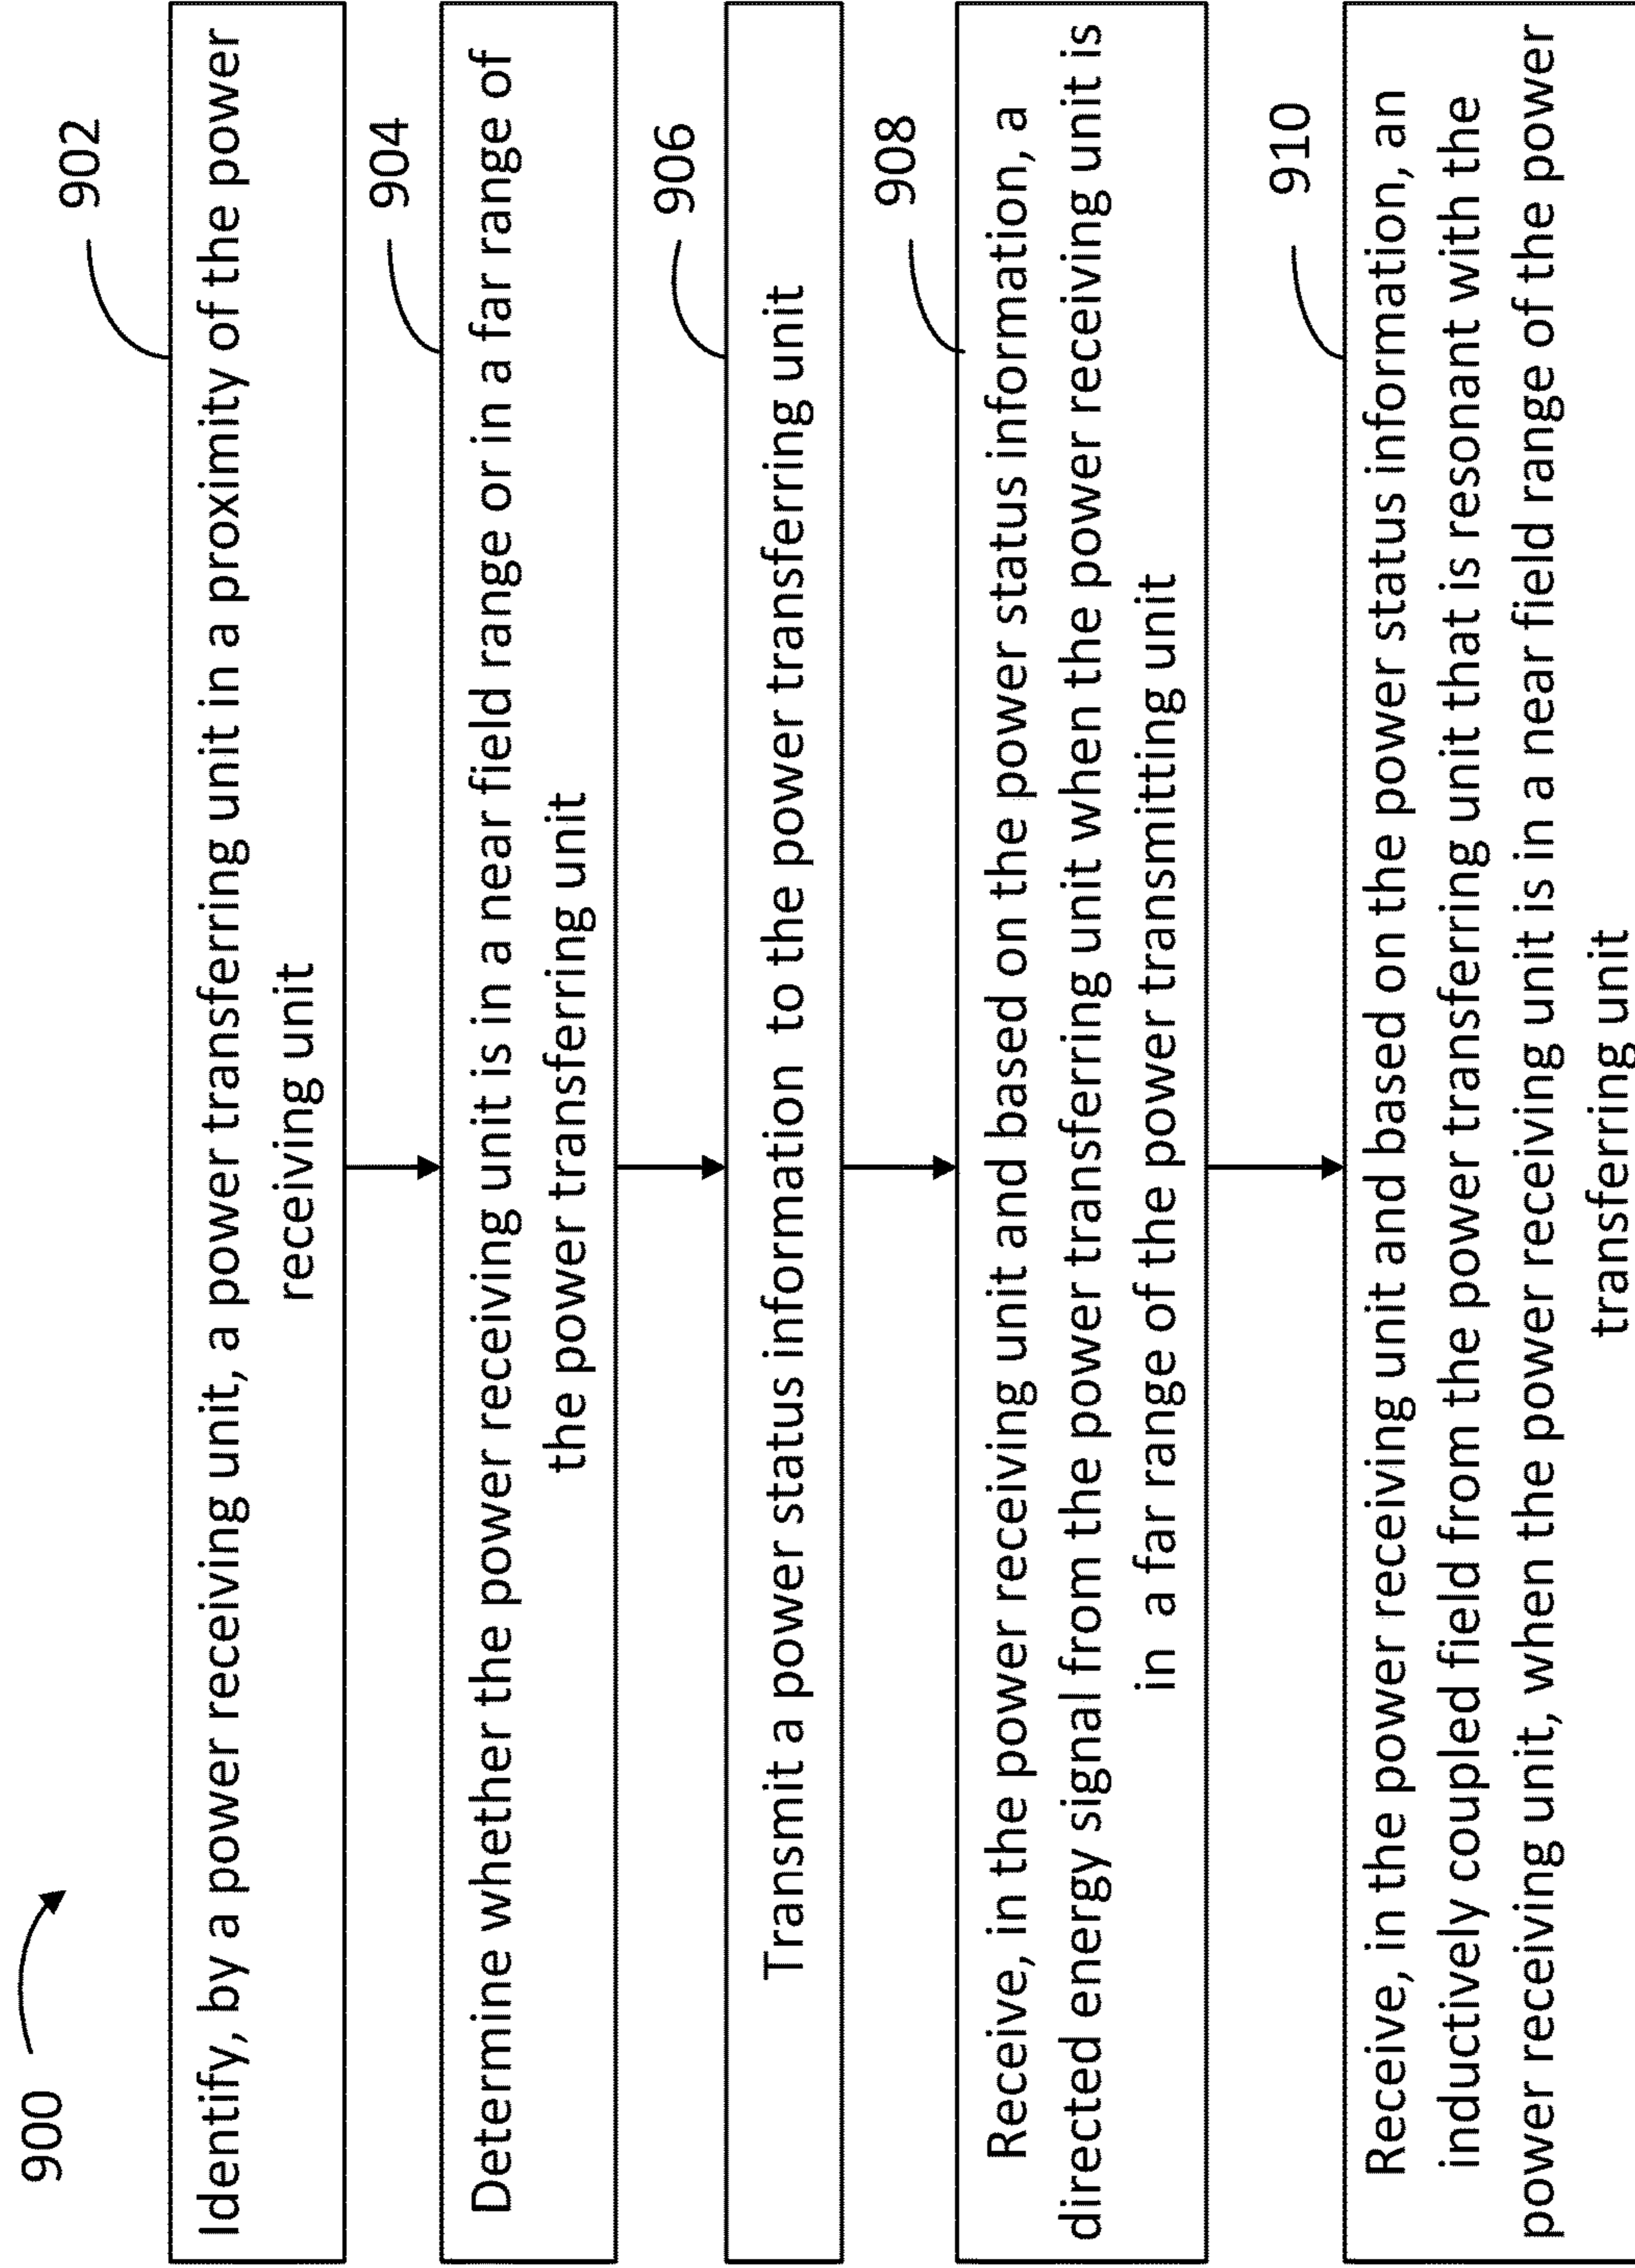 900
902
Identify, by a power receiving unit, a power transferring unit in a proximity of the power
receiving unit
904
Determine whether the power receiving unit is in a near field range or in a far range of
the power transferring unit
906
Transmit a power status information to the power transferring unit
908
Receive, in the power receiving unit and based on the power status information, a
directed energy signal from the power transferring unit when the power receiving unit is
in a far range of the power transmitting unit
910
Receive, in the power receiving unit and based on the power status information, an
inductively coupled field from the power transferring unit that is resonant with the
power receiving unit, when the power receiving unit is in a near field range of the power
transferring unit